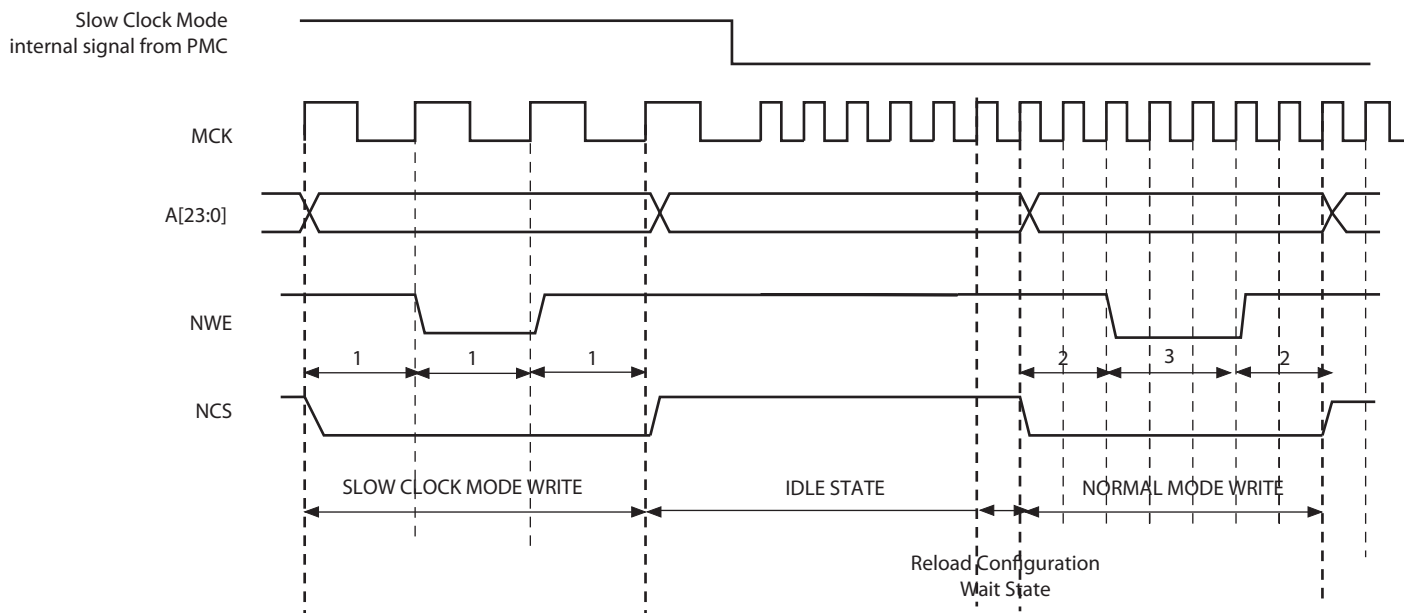 Slow Clock Mode
internal signal from PMC
MCK
A[23:0]
NWE
1 1 1 2 3 2
NCS
SLOW CLOCK MODE WRITE IDLE STATE NORMAL MODE WRITE
Reload Configuration
Wait State